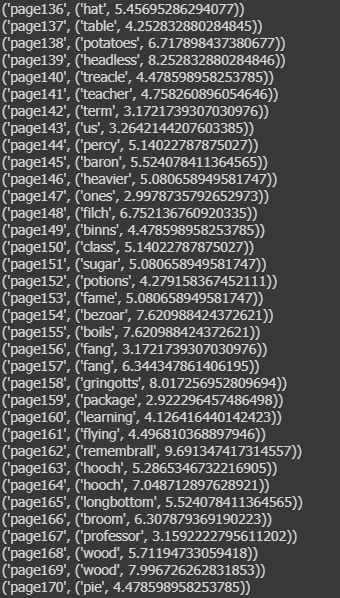 ('page136', ('hat', 5.45695286294077))
('page137', ('table', 4.252832880284845))
('page138', ('potatoes', 6.717898437380677))
('page139', ('headless', 8.252832880284846))
('page140', ('treacle', 4.478598958253785))
('page141', ('teacher', 4.758260896054646))
('page142', ('term', 3.1721739307030976))
('page143', ('us', 3.2642144207603385))
('page144', ('percy', 5.14022787875027))
('page145', ('baron', 5.524078411364565))
('page146', ('heavier', 5.080658949581747))
('page147', ('ones', 2.9978735792652973))
('page148', ('filch', 6.752136760920335))
('page149', ('binns', 4.478598958253785))
('page150', ('class', 5.14022787875027))
('page151', ('sugar', 5.080658949581747))
('page152', ('potions', 4.279158367452111))
('page153', ('fame', 5.080658949581747))
('page154', ('bezoar', 7.620988424372621))
('page155', ('boils', 7.620988424372621))
('page156', ('fang', 3.1721739307030976))
('page157', ('fang', 6.344347861406195))
('page158', ('gringotts', 8.017256952809694))
('page159', ('package', 2.922296457486498))
('page160', ('learning', 4.126416440142423))
('page161', ('flying', 4.496810368897946))
('page162', ('remembrall', 9.691347417314557))
('page163', ('hooch', 5.2865346732216905))
('page164', ('hooch', 7.048712897628921))
('page165', ('longbottom', 5.524078411364565))
('page166', ('broom', 6.307879369190223))
('page167', ('professor', 3.1592222795611202))
('page168', ('wood', 5.71194733059418))
('page169', ('wood', 7.996726262831853))
('page170', ('pie', 4.478598958253785))